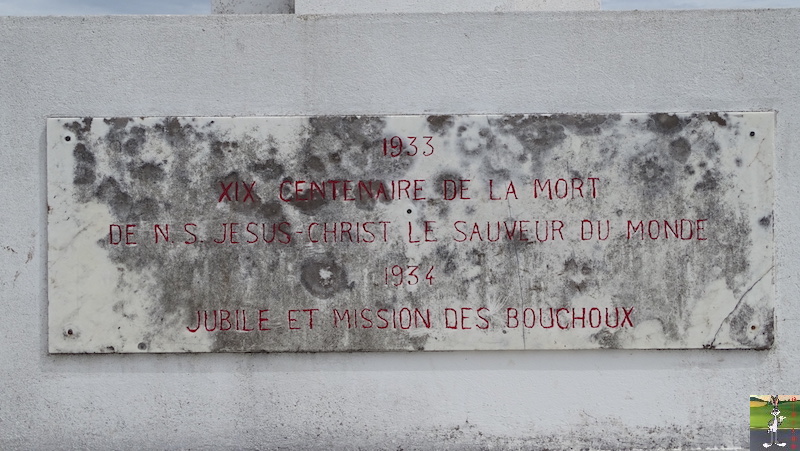 1933
XIX CENTENAIRE DE LA MORT
DE N.S. JESUS-CHRIST LE SAUVEUR DU MONDE
1934
JUBILE ET MISSION DES BOUCHOUX